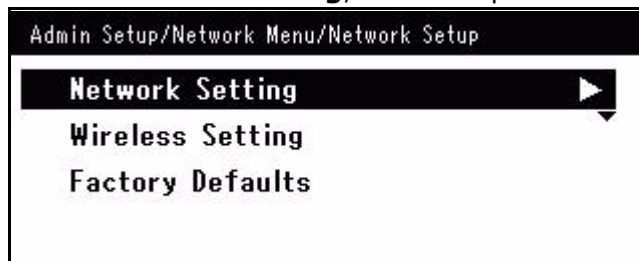 Admin Setup/Network Menu/Network Setup
Network Setting
Wireless Setting
Factory Defaults